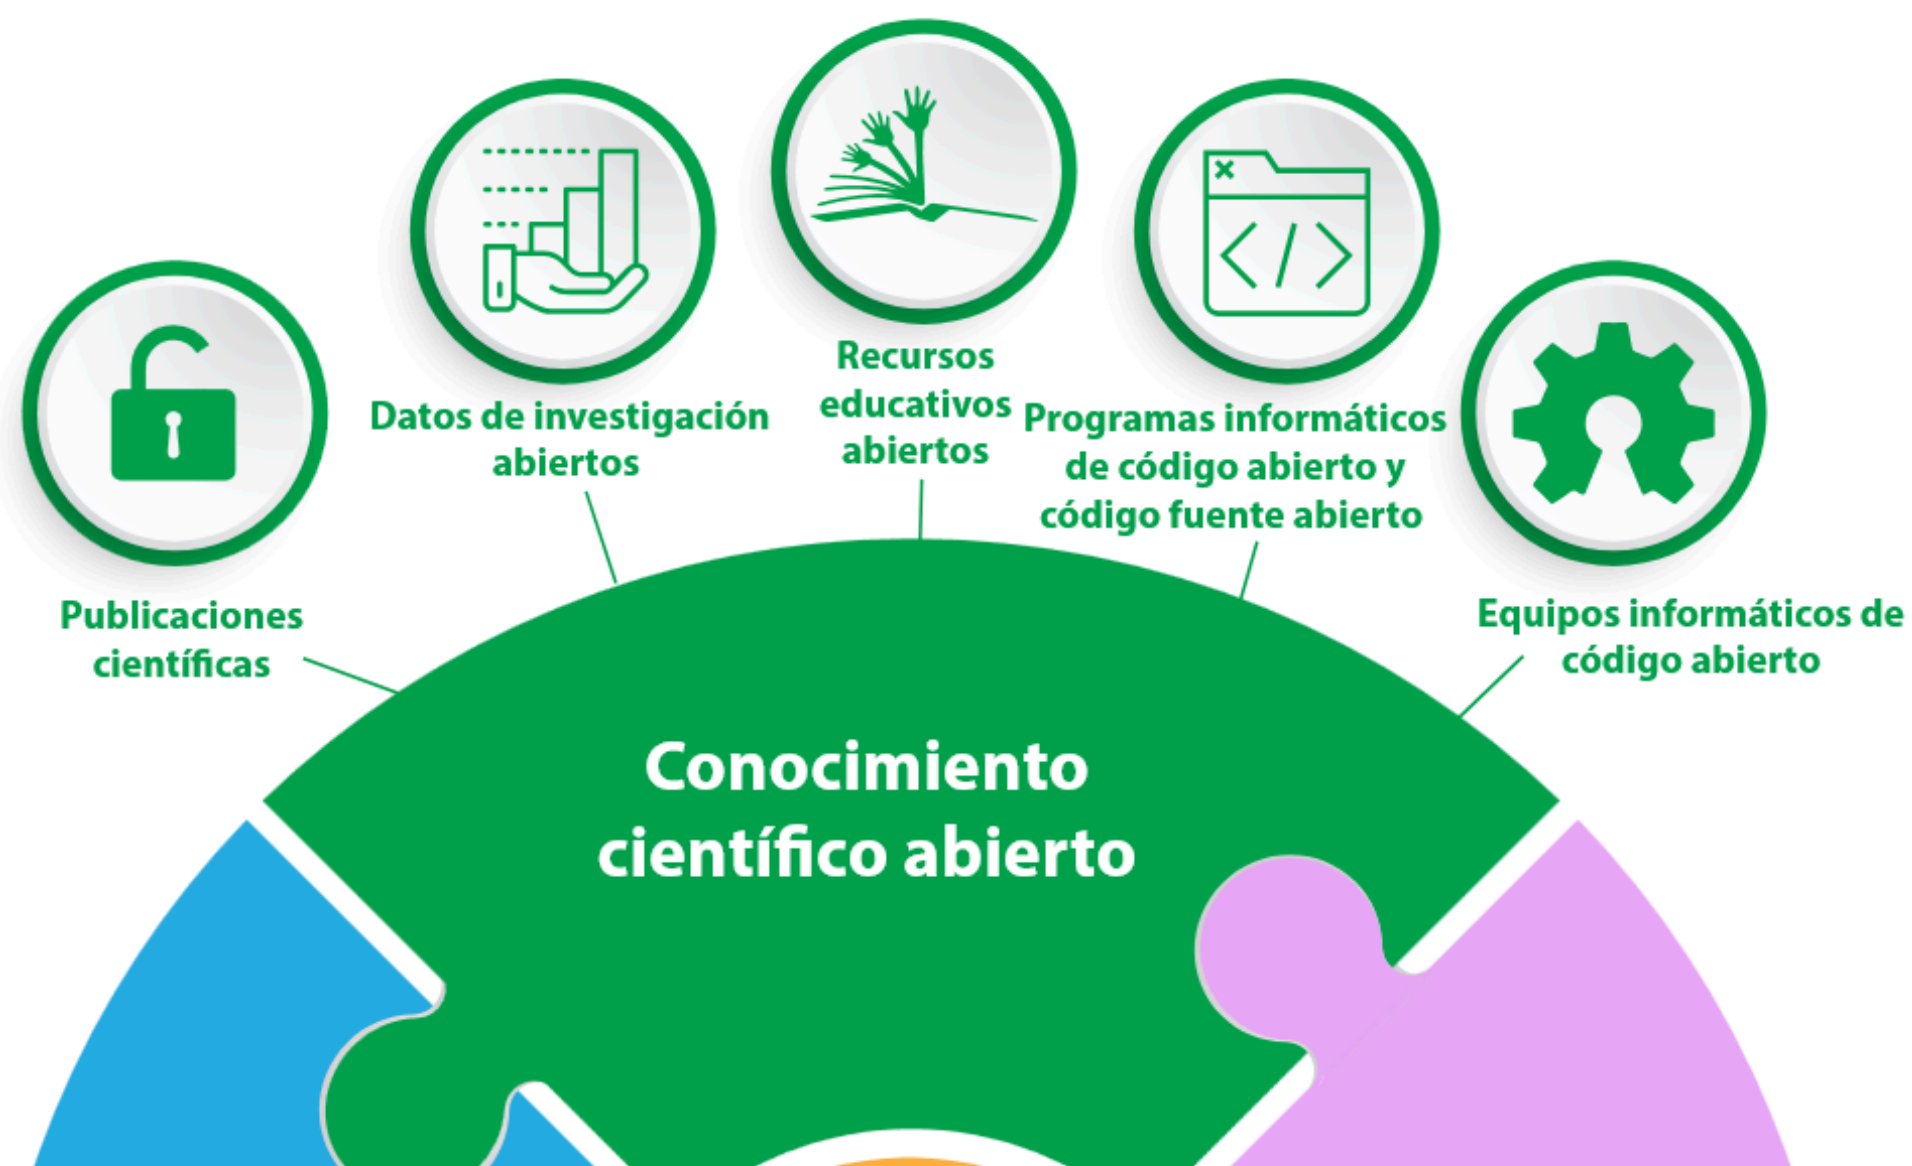 Publicaciones
científicas
Datos de investigación
abiertos
Recursos
educativos
abiertos
Programas informáticos
de código abierto y
código fuente abierto
Equipos informáticos de
código abierto
Conocimiento
científico abierto